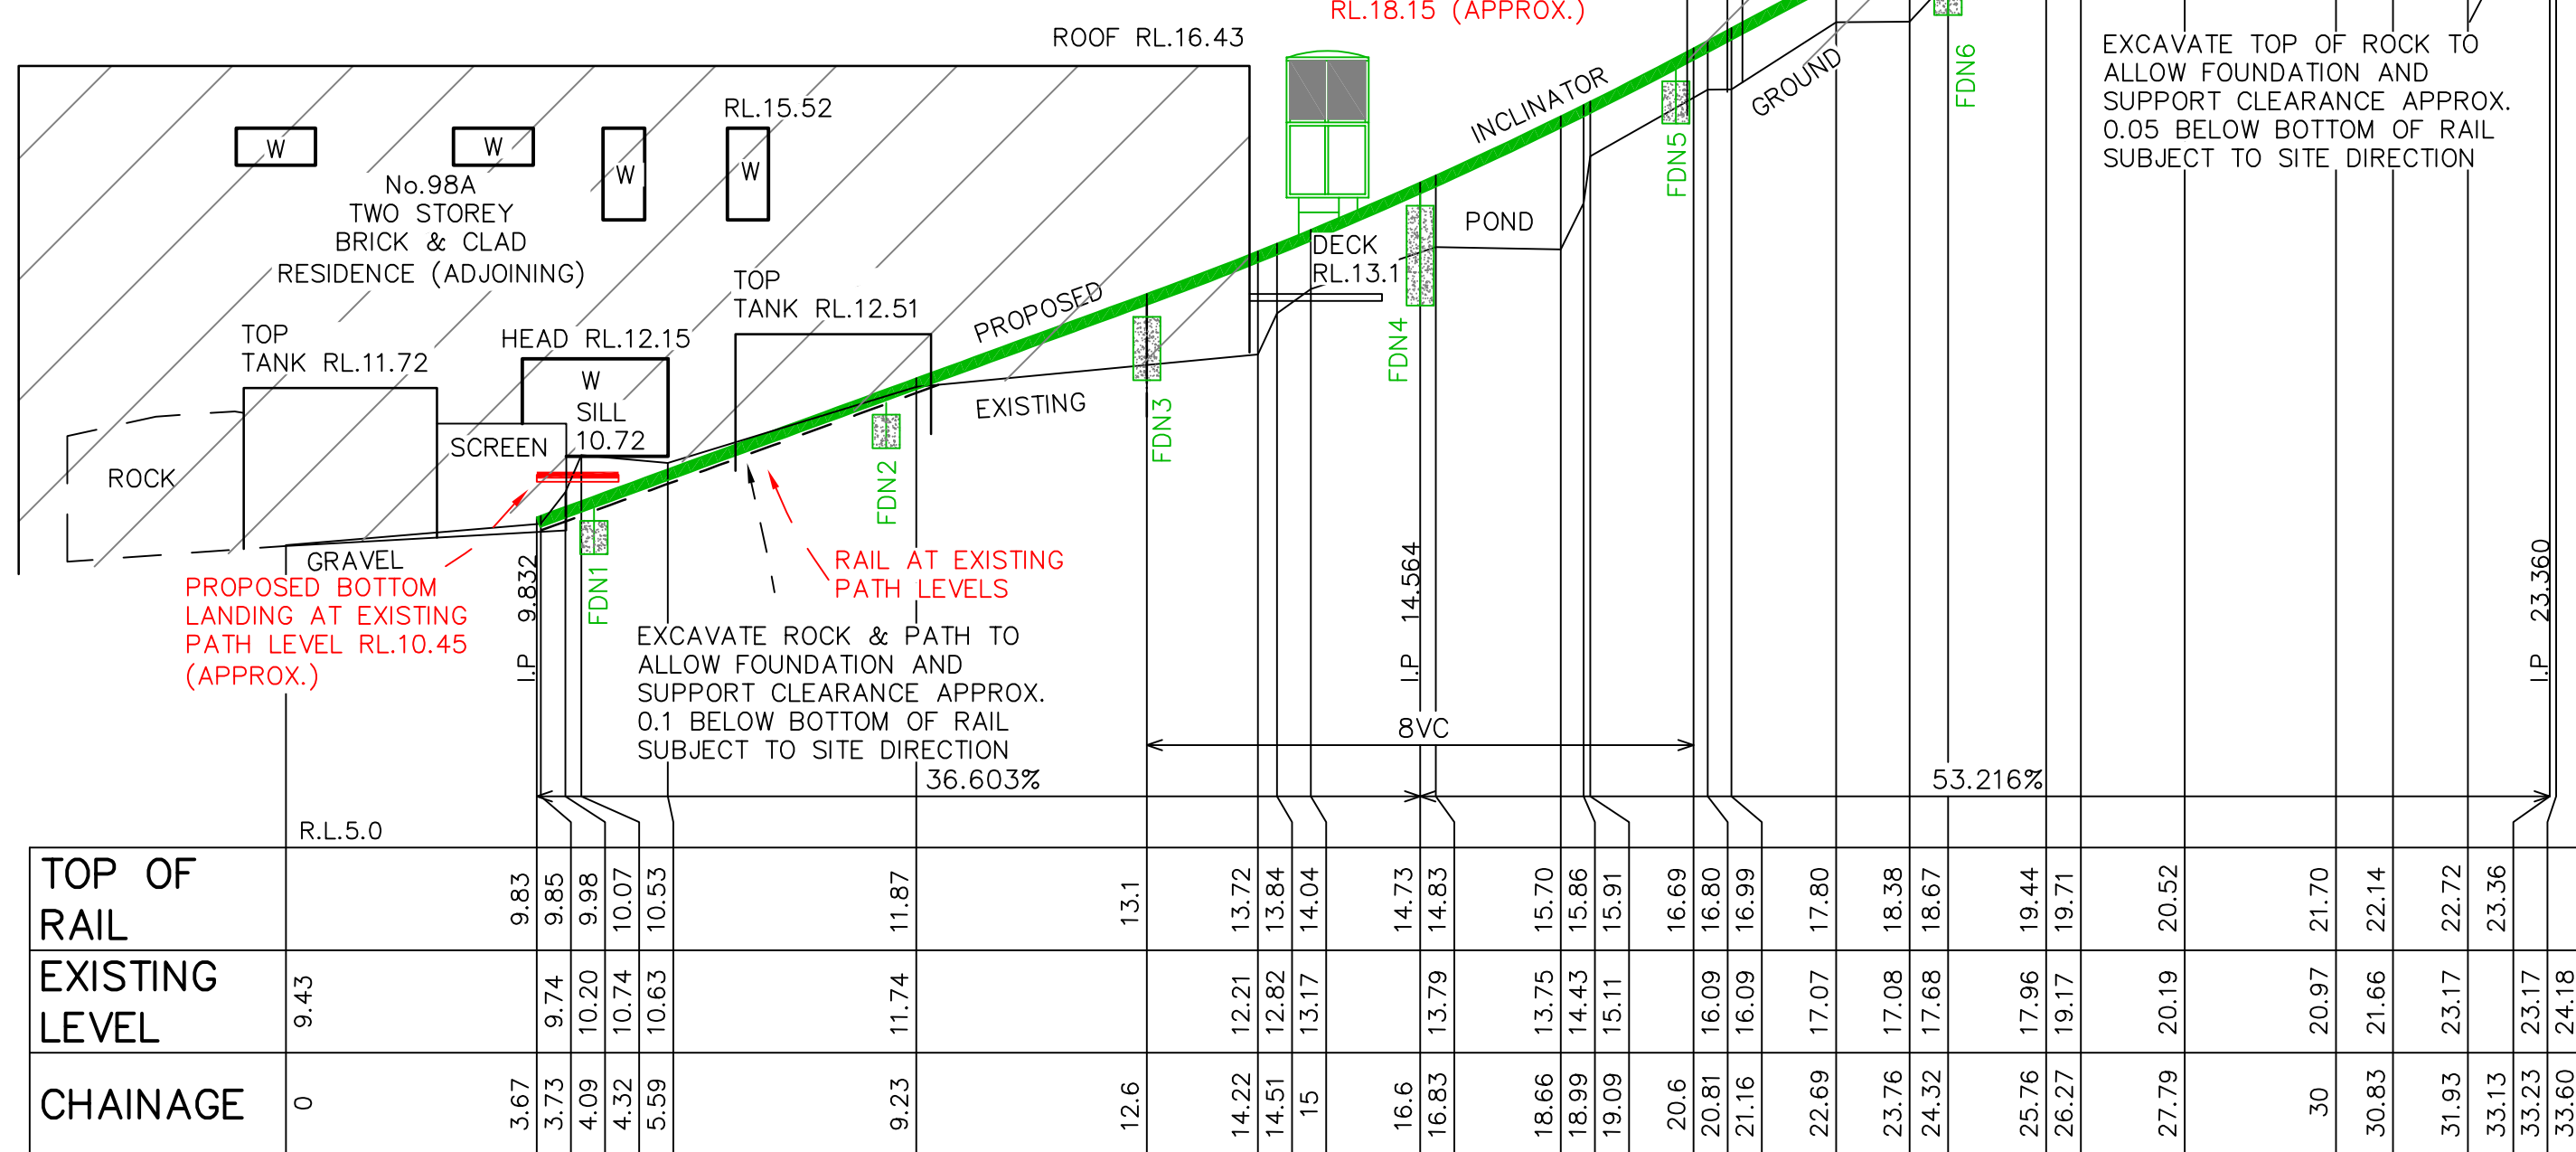 RL.18.15 (APPROX.)
ROOF RL.16.43
EXCAVATE TOP OF ROCK TO
ALLOW FOUNDATION AND
SUPPORT CLEARANCE APPROX.
0.05 BELOW BOTTOM OF RAIL
SUBJECT TO SITE DIRECTION
INCLINATOR
GROUND
FDN6
FDN5
RL.15.52
W
W
W
W
No.98A
TWO STOREY
BRICK & CLAD
RESIDENCE (ADJOINING)
POND
DECK
RL.13.1
TOP
TANK RL.12.51
PROPOSED
TOP
TANK RL.11.72
HEAD RL.12.15
W
SILL
10.72
SCREEN
EXISTING
FDN4
FDN3
FDN2
FDN1
ROCK
GRAVEL
PROPOSED BOTTOM
LANDING AT EXISTING
PATH LEVEL RL.10.45
(APPROX.)
RAIL AT EXISTING
PATH LEVELS
I.P 9.832
I.P 14.564
I.P 23.360
EXCAVATE ROCK & PATH TO
ALLOW FOUNDATION AND
SUPPORT CLEARANCE APPROX.
0.1 BELOW BOTTOM OF RAIL
SUBJECT TO SITE DIRECTION
8VC
36.603%
53.216%
R.L.5.0
TOP OF
RAIL
9.83
9.85
9.98
10.07
10.53
11.87
13.1
13.72
13.84
14.04
14.73
14.83
15.70
15.86
15.91
16.69
16.80
16.99
17.80
18.38
18.67
19.44
19.71
20.52
21.70
22.14
22.72
23.36
EXISTING
LEVEL
9.43
9.74
10.20
10.74
10.63
11.74
12.21
12.82
13.17
13.79
13.75
14.43
15.11
16.09
16.09
17.07
17.08
17.68
17.96
19.17
20.19
20.97
21.66
23.17
23.17
24.18
CHAINAGE
0
3.67
3.73
4.09
4.32
5.59
9.23
12.6
14.22
14.51
15
16.6
16.83
18.66
18.99
19.09
20.6
20.81
21.16
22.69
23.76
24.32
25.76
26.27
27.79
30
30.83
31.93
33.13
33.23
33.60